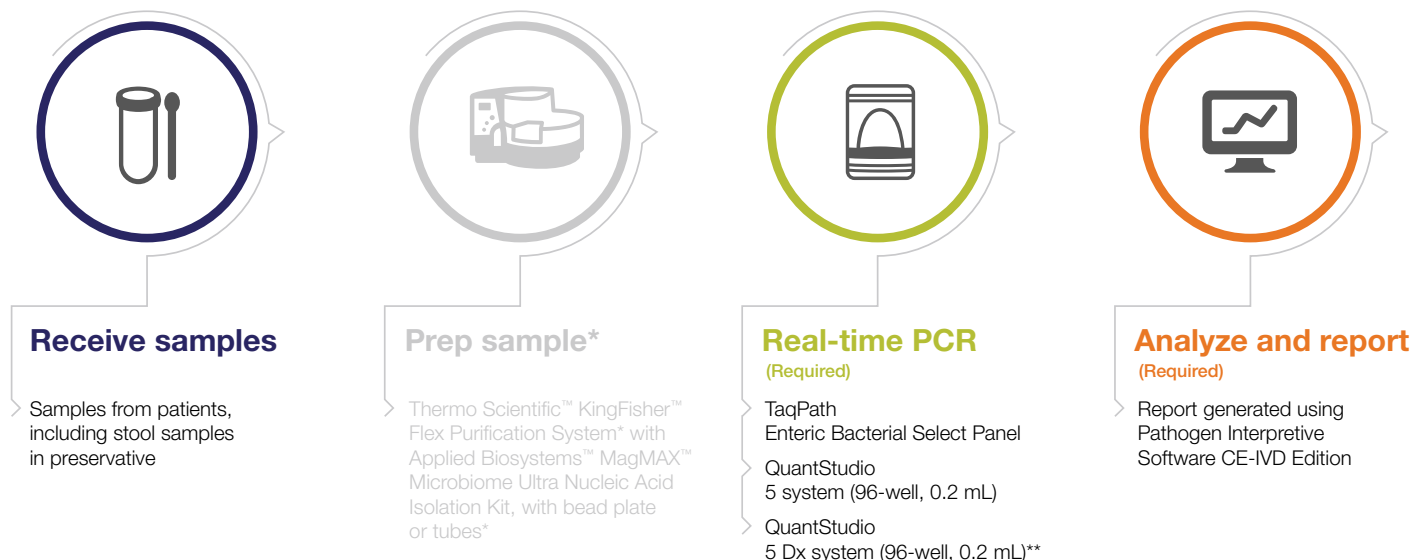 Receive samples
Samples from patients,
including stool samples
in preservative
Prep sample*
Thermo Scientific™ KingFisher™
Flex Purification System* with
Applied Biosystems™ MagMAX™
Microbiome Ultra Nucleic Acid
Isolation Kit, with bead plate
or tubes*
Real-time PCR
(Required)
TaqPath
Enteric Bacterial Select Panel
QuantStudio
5 system (96-well, 0.2 mL)
QuantStudio
5 Dx system (96-well, 0.2 mL)**
Analyze and report
(Required)
Report generated using
Pathogen Interpretive
Software CE-IVD Edition